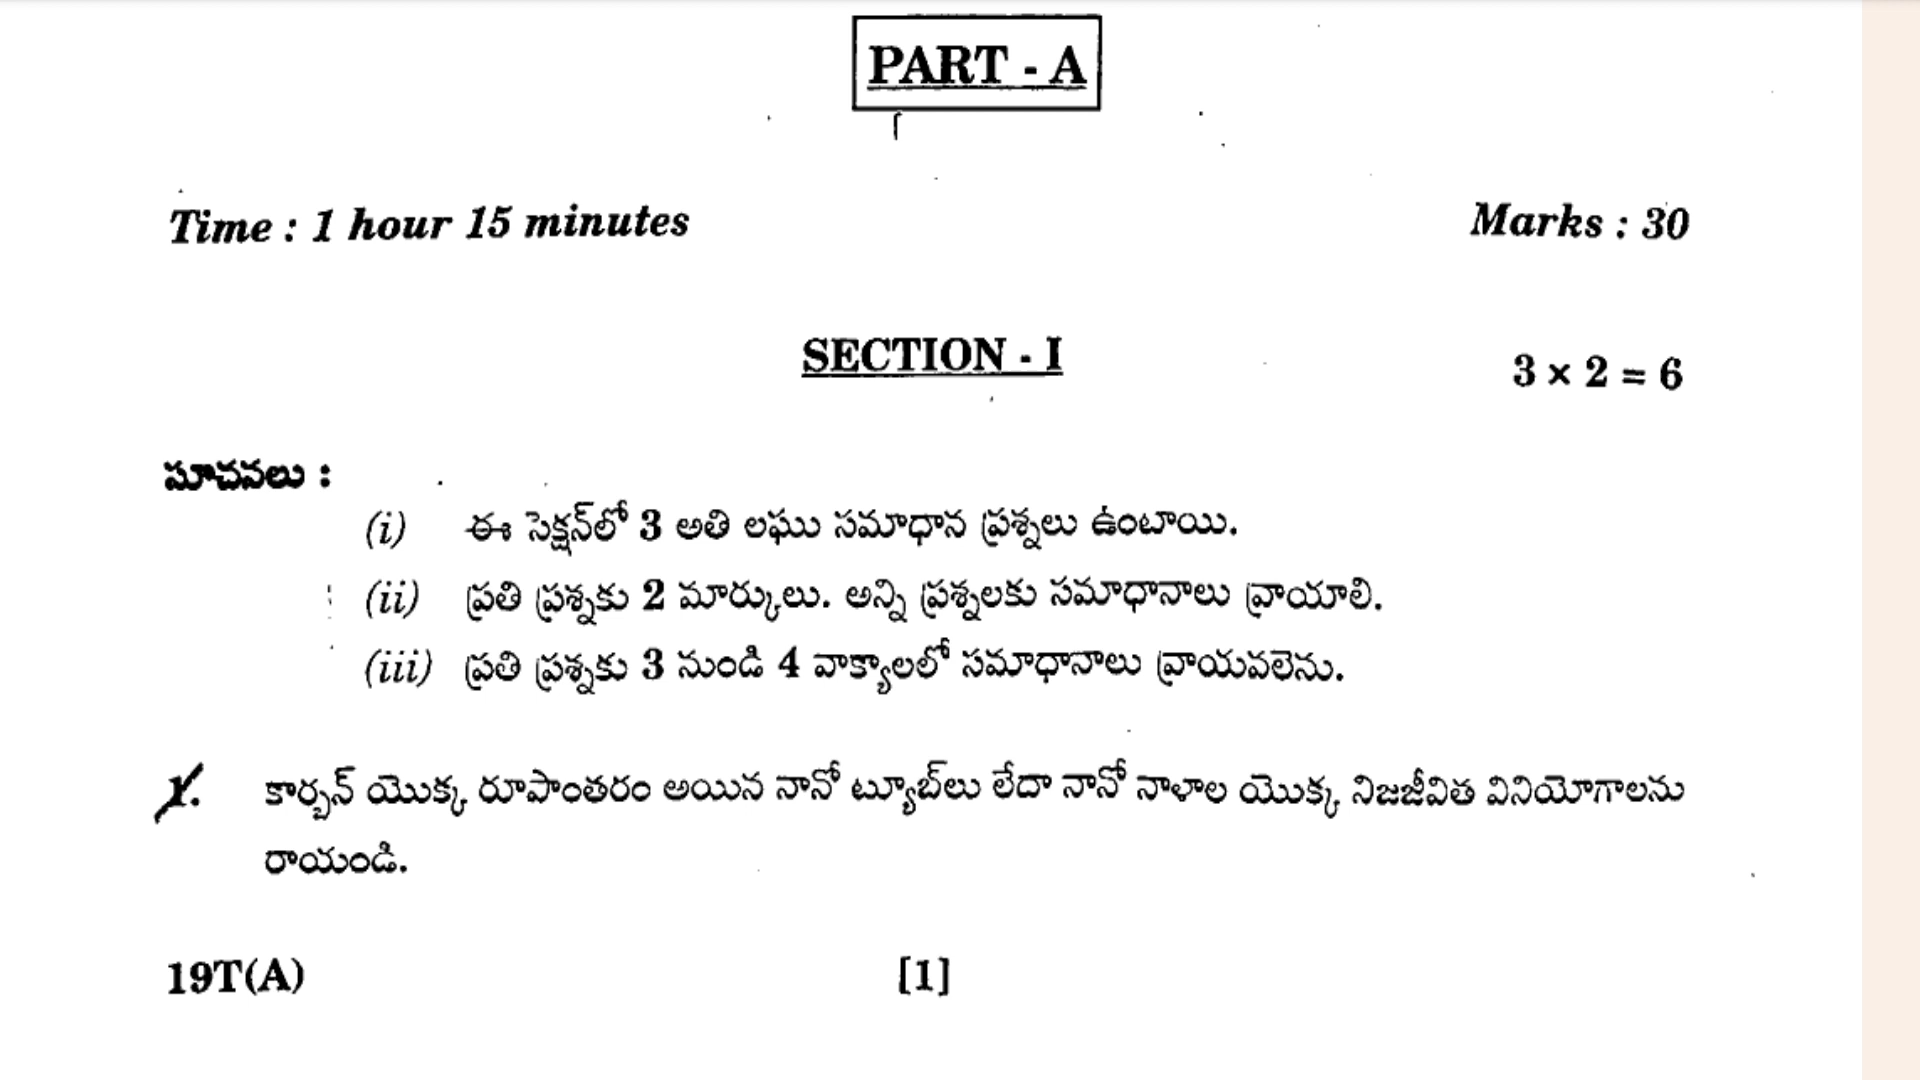 PART - A
Time : 1 hour 15 minutes
Marks : 30
SECTION - I
3 × 2 = 6
సూచనలు :
(i) ఈ సెక్షన్‌లో 3 అతి లఘు సమాధాన ప్రశ్నలు ఉంటాయి.
(ii) ప్రతి ప్రశ్నకు 2 మార్కులు. అన్ని ప్రశ్నలకు సమాధానాలు వ్రాయాలి.
(iii) ప్రతి ప్రశ్నకు 3 నుండి 4 వాక్యాలలో సమాధానాలు వ్రాయవలెను.
1. కార్బన్ యొక్క రూపాంతరం అయిన నానో ట్యూబ్‌లు లేదా నానో నాళాల యొక్క నిజజీవిత వినియోగాలను
రాయండి.
19T(A)
[1]